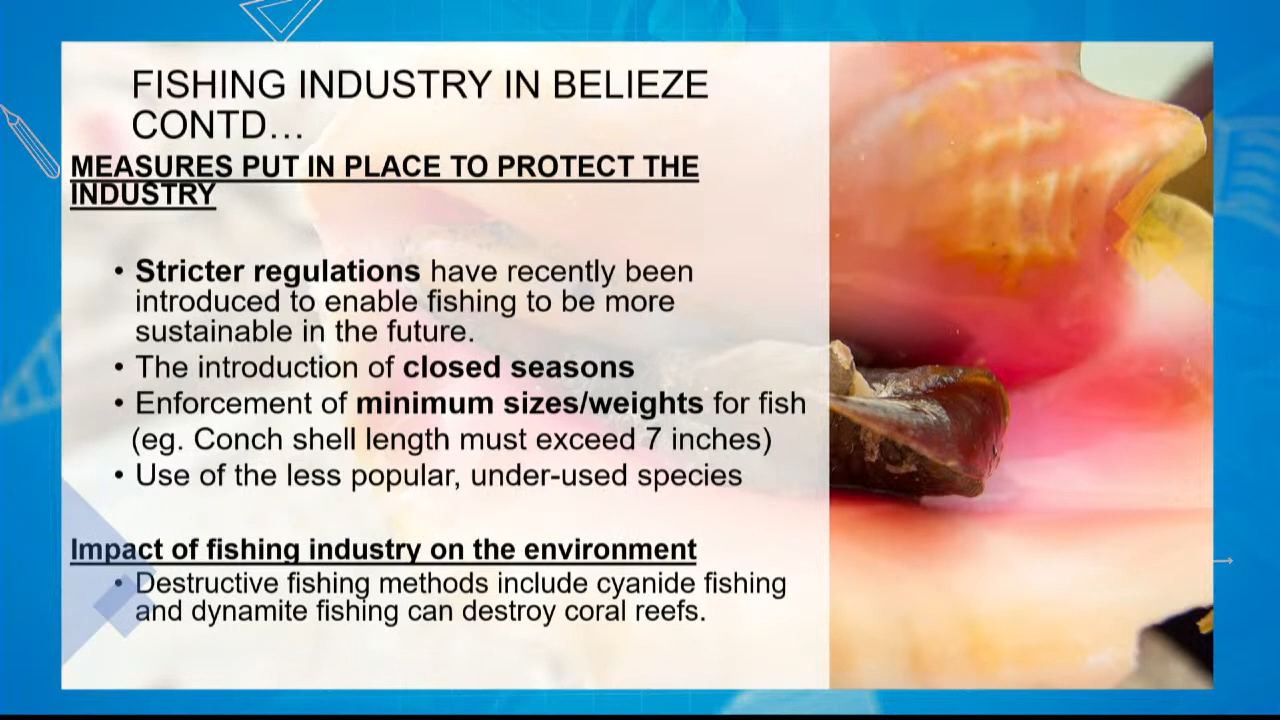 FISHING INDUSTRY IN BELIEZE
CONTD…
MEASURES PUT IN PLACE TO PROTECT THE
INDUSTRY
• Stricter regulations have recently been
introduced to enable fishing to be more
sustainable in the future.
• The introduction of closed seasons
• Enforcement of minimum sizes/weights for fish
(eg. Conch shell length must exceed 7 inches)
• Use of the less popular, under-used species
Impact of fishing industry on the environment
• Destructive fishing methods include cyanide fishing
and dynamite fishing can destroy coral reefs.